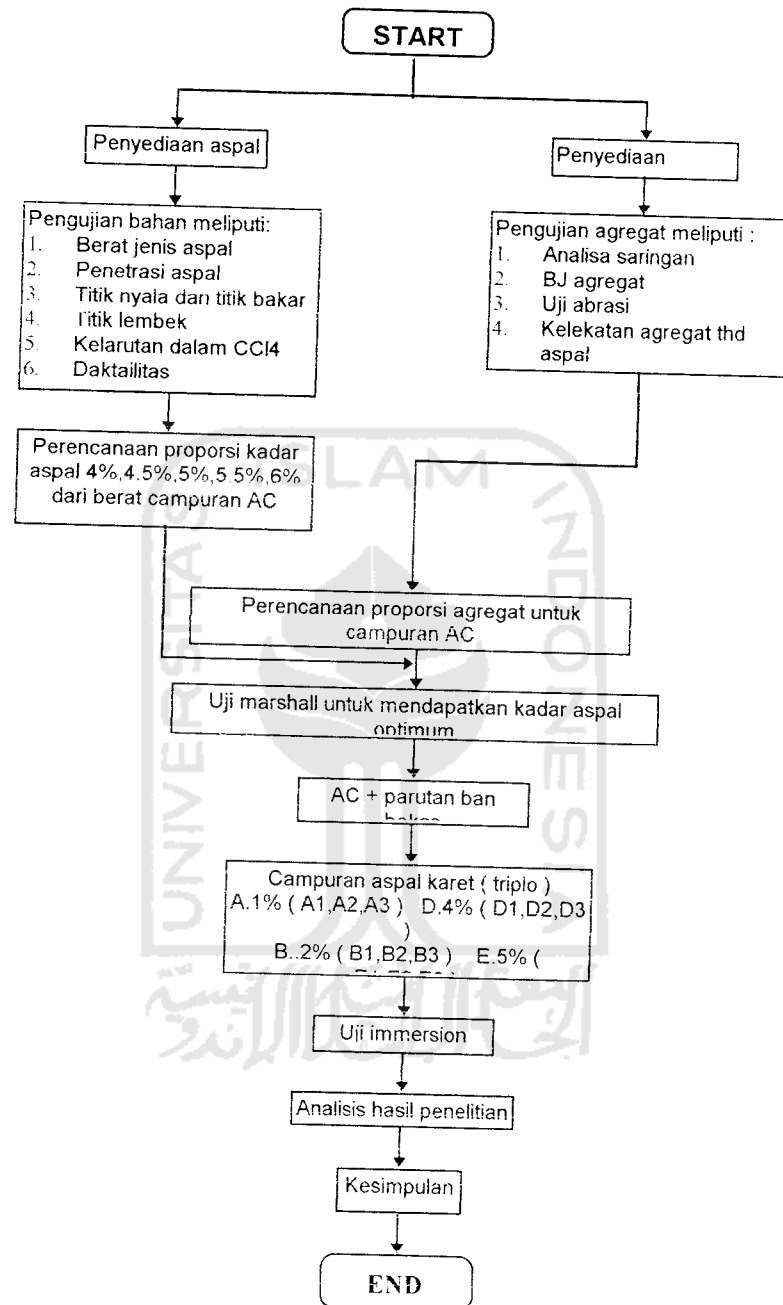 START
Penyediaan aspal
Penyediaan
Pengujian bahan meliputi:
1. Berat jenis aspal
2. Penetrasi aspal
3. Titik nyala dan titik bakar
4. Titik lembek
5. Kelarutan dalam CCl4
6. Daktailitas
Pengujian agregat meliputi :
1. Analisa saringan
2. BJ agregat
3. Uji abrasi
4. Kelekatan agregat thd
aspal
Perencanaan proporsi kadar
aspal 4%,4.5%,5%,5.5%,6%
dari berat campuran AC
Perencanaan proporsi agregat untuk
campuran AC
Uji marshall untuk mendapatkan kadar aspal
optimum
AC + parutan ban
Campuran aspal karet ( triplo )
A.1% ( A1,A2,A3 ) D.4% ( D1,D2,D3
)
B..2% ( B1,B2,B3 ) E.5% (
Uji immersion
Analisis hasil penelitian
Kesimpulan
END
UNIVERSITAS
ISLAM
INDONESIA